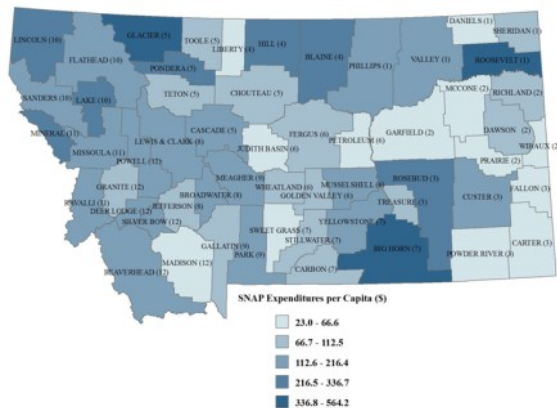 LINCOLN (10)
GLACIER (5)
TOOLE (5)
LIBERTY (4)
HILL (4)
BLAINE (4)
PHILLIPS (1)
VALLEY (1)
DANIELS (1)
SHERIDAN (1)
ROOSEVELT (1)
FLATHEAD (10)
PONDERA (5)
TETON (5)
CHOUTEAU (5)
MCCONE (2)
RICHLAND (2)
SANDERS (10)
LAKE (10)
CASCADE (5)
FERGUS (6)
PETROLEUM (6)
GARFIELD (2)
DAWSON (2)
WIBAUX (2)
MINERAL (11)
MISSOULA (11)
LEWIS & CLARK (8)
JUDITH BASIN (6)
PRAIRIE (2)
POWELL (12)
MEAGHER (9)
WHEATLAND (6)
MUSSELSHELL (6)
GOLDEN VALLEY (6)
ROSEBUD (3)
CUSTER (3)
FALLON (3)
GRANITE (12)
BROADWATER (8)
TREASURE (3)
RAVALLI (11)
DEER LODGE (12)
JEFFERSON (8)
SILVER BOW (12)
SWEET GRASS (7)
STILLWATER (7)
YELLOWSTONE (7)
BIG HORN (7)
POWDER RIVER (3)
CARTER (3)
GALLATIN (9)
PARK (9)
CARBON (7)
MADISON (12)
BEAVERHEAD (12)
SNAP Expenditures per Capita ($)
23.0 - 66.6
66.7 - 112.5
112.6 - 216.4
216.5 - 336.7
336.8 - 564.2